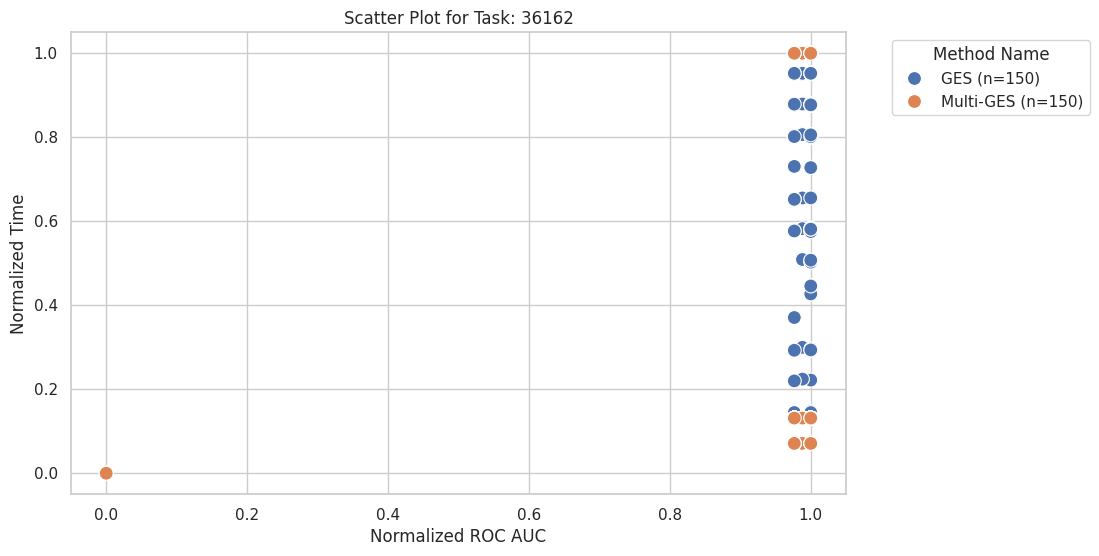 Scatter Plot for Task: 36162
Method Name
GES (n=150)
Multi-GES (n=150)
Normalized Time
1.0
0.8
0.6
0.4
0.2
0.0
0.0 0.2 0.4 0.6 0.8 1.0
Normalized ROC AUC